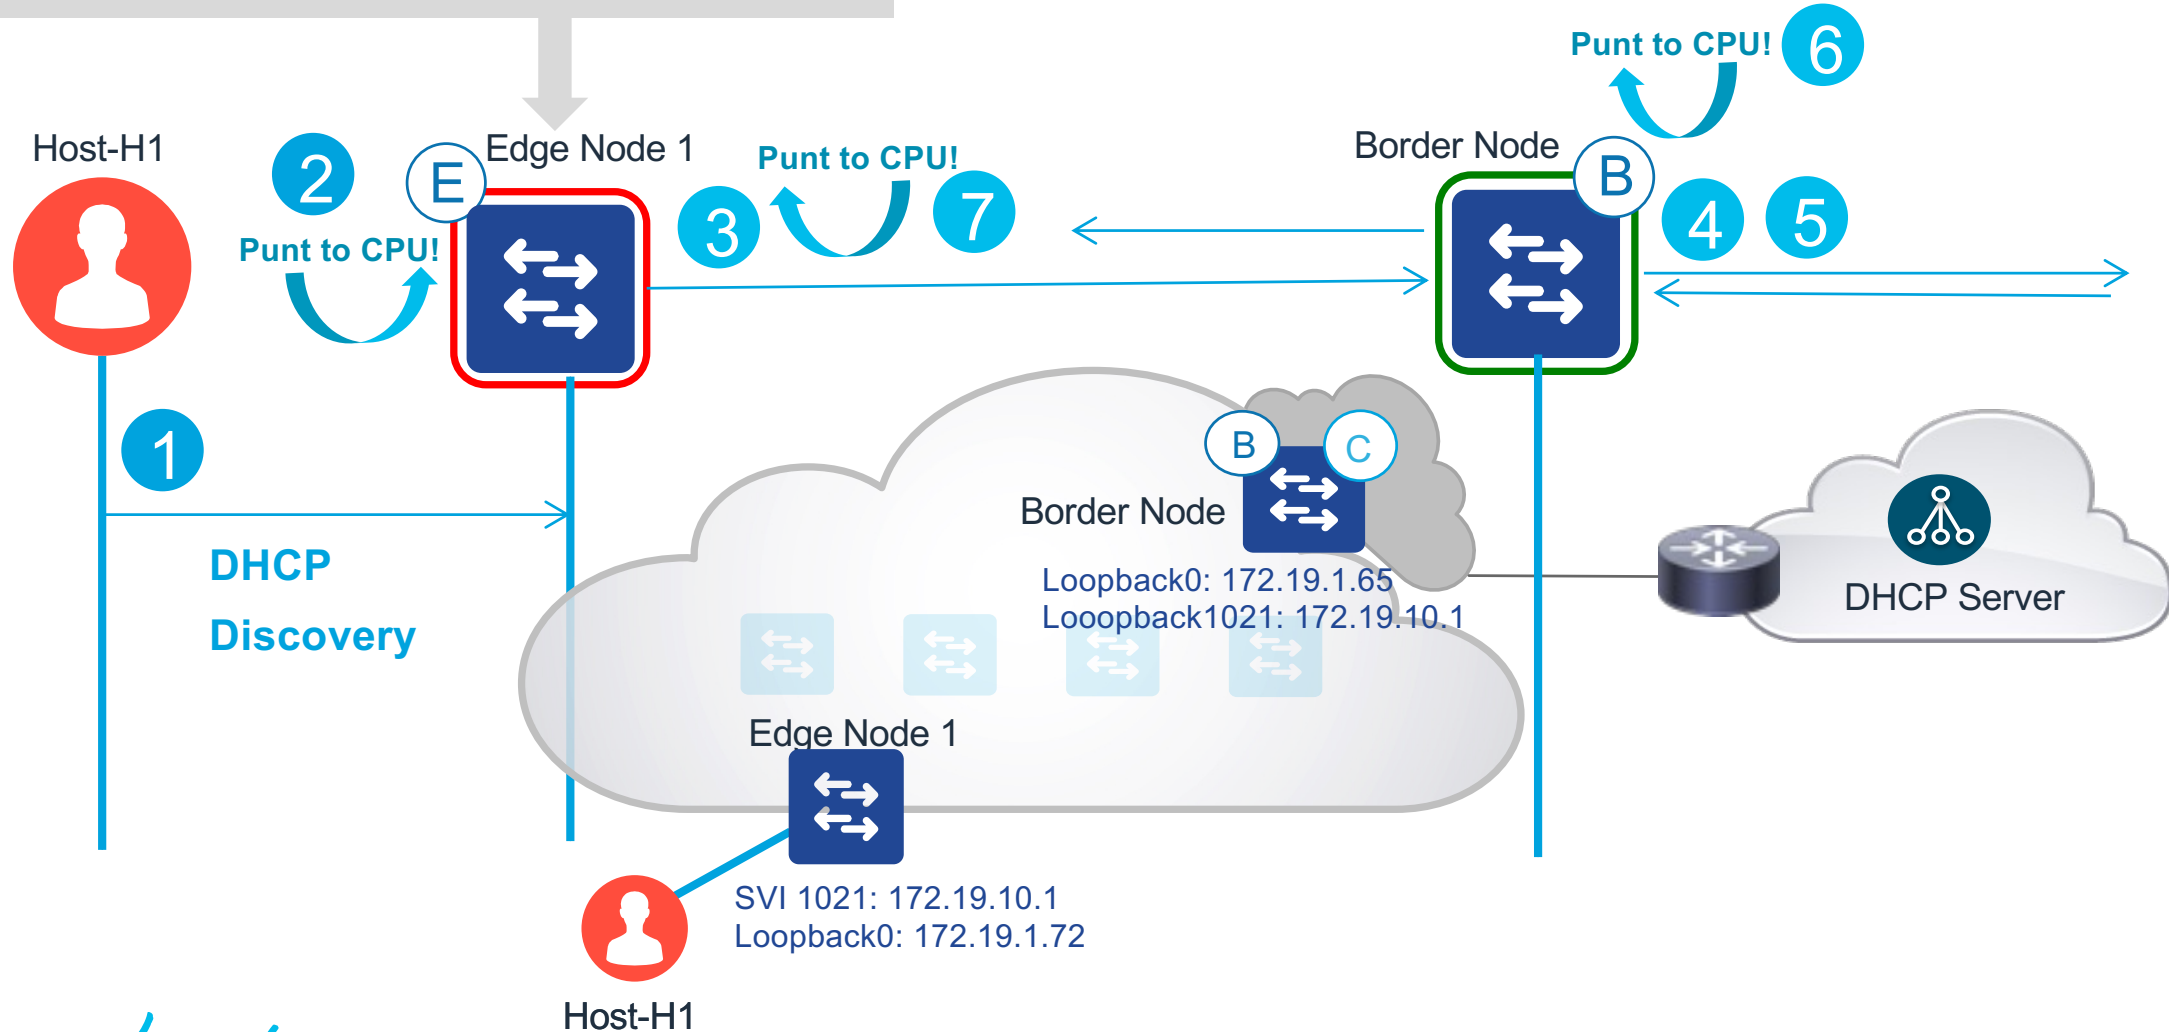 Punt to CPU!
6
Host-H1
2
E
Edge Node 1
Punt to CPU!
Border Node
B
3
7
4
5
Punt to CPU!
1
DHCP
Discovery
B
C
Border Node
Loopback0: 172.19.1.65
Looopback1021: 172.19.10.1
DHCP Server
Edge Node 1
SVI 1021: 172.19.10.1
Loopback0: 172.19.1.72
Host-H1